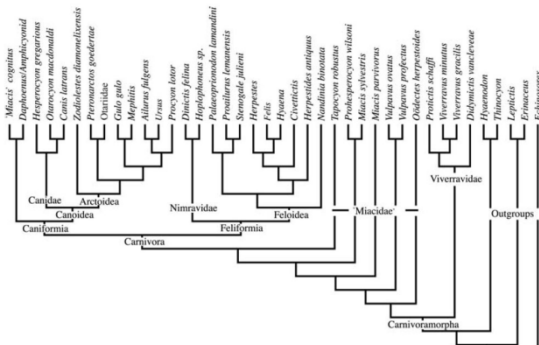 'Miacis' cognitus
Daphoenus/Amphicyonid
Hesperocyon gregarious
Otarocyon macdonaldi
Canis latrans
Zodiolestes diamonelixensis
Pteronarctos goedertae
Otariidae
Gulo gulo
Mephitis
Ailurus fulgens
Ursus
Procyon lotor
Dinictis felina
Hoplophoneus sp.
Palaeoprionodon lamandini
Proailurus lemanensis
Stenogale julieni
Herpestes
Felis
Hyaena
Civettictis
Herpestides antiquus
Nandinia binotata
Tapocyon robustus
Prohesperocyon wilsoni
Miacis sylvestris
Miacis parvivorus
Vulpavus ovatus
Vulpavus profectus
Oodectes herpestoides
Protictis schaffi
Viverravus minutus
Viverravus gracilis
Didymictis vancleveae
Hyaenodon
Thinocyon
Leptictis
Erinaceus
Echinosorex
Viverravidae
Canidae
Arctoidea
Nimravidae
'Miacidae'
Canoidea
Feloidea
Outgroups
Caniformia
Feliformia
Carnivora
Carnivoramorpha